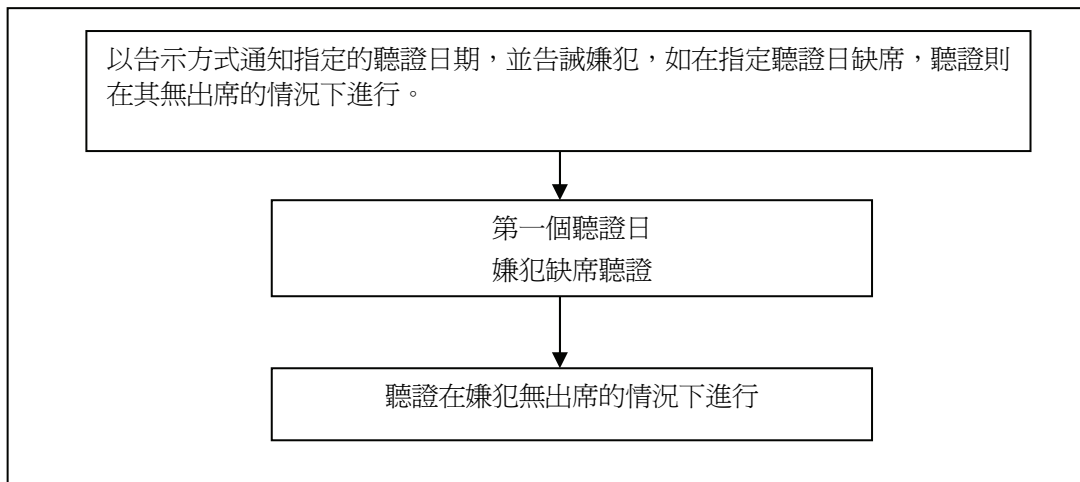 以告示方式通知指定的聽證日期，並告誡嫌犯，如在指定聽證日缺席，聽證則
在其無出席的情況下進行。
第一個聽證日
嫌犯缺席聽證
聽證在嫌犯無出席的情況下進行